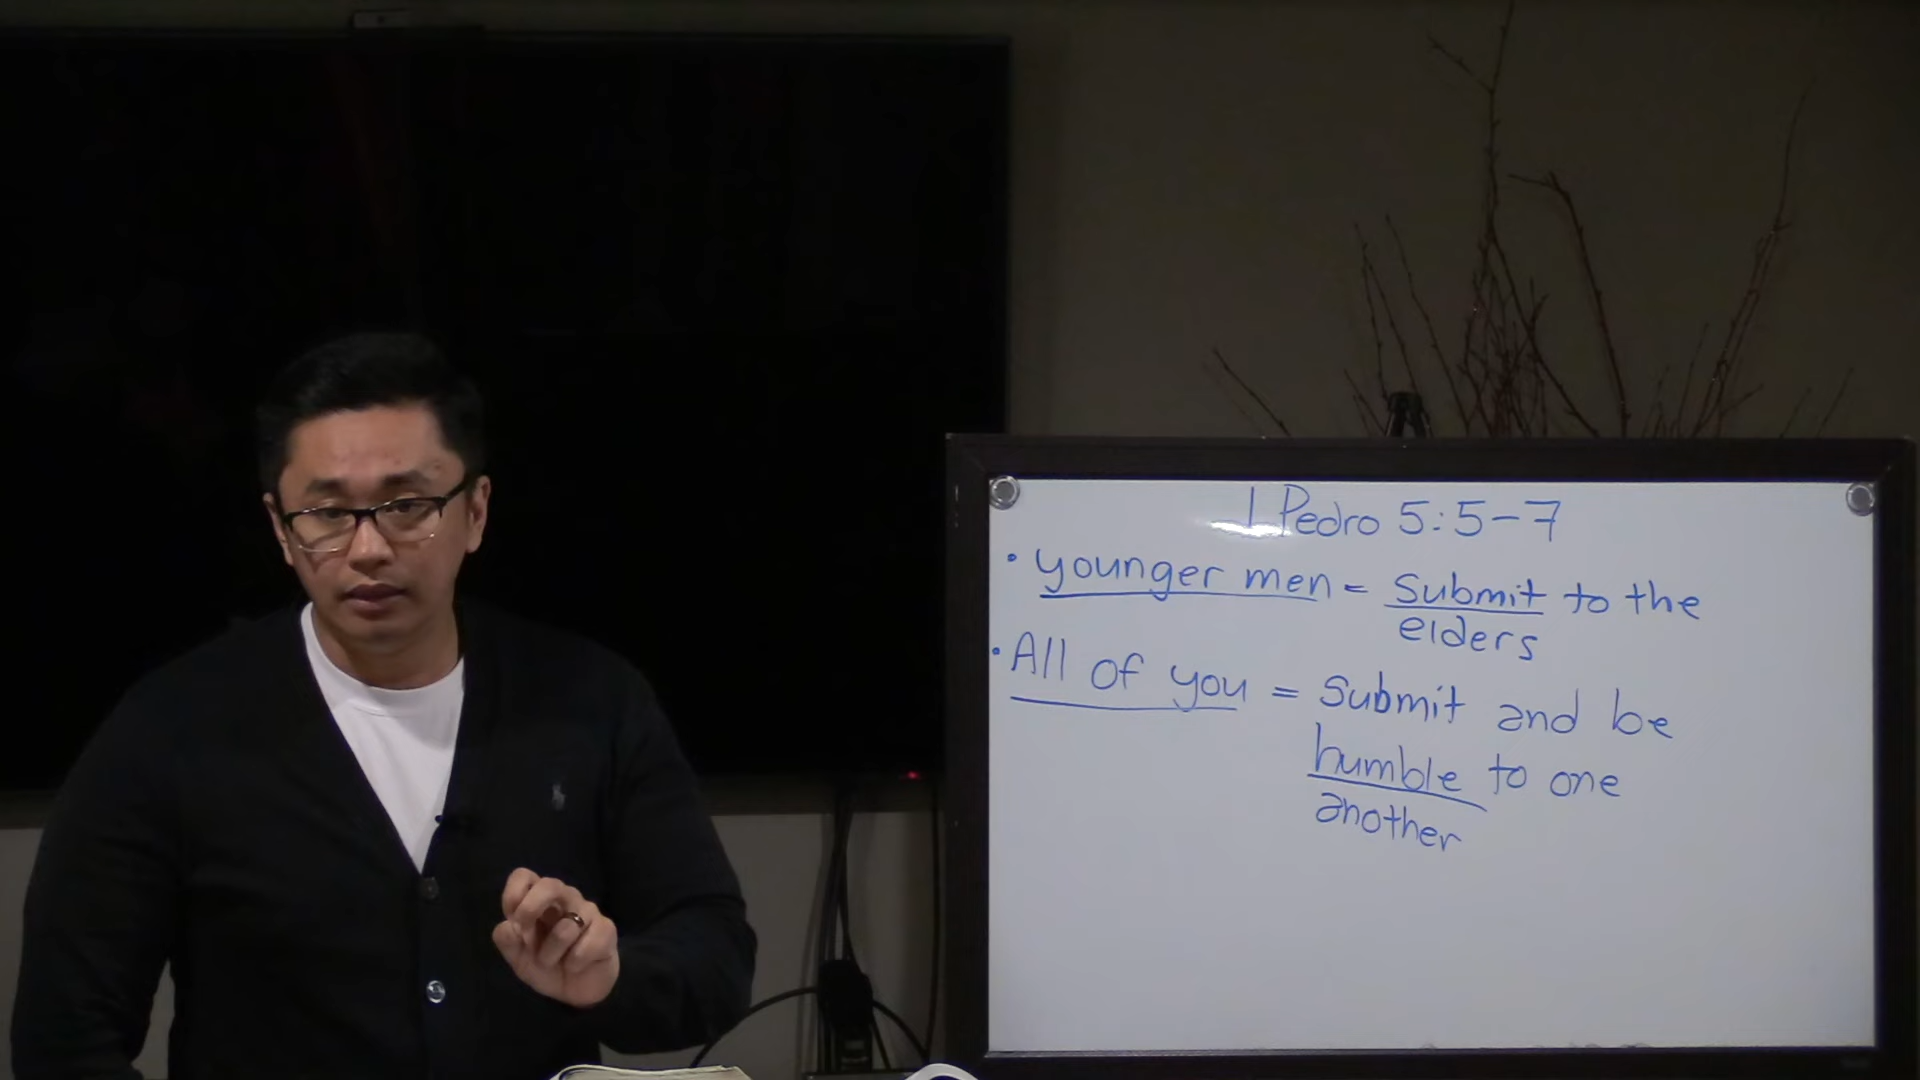 1 Pedro 5:5-7
• younger men = submit to the
elders
• All of you = submit and be
humble to one
another